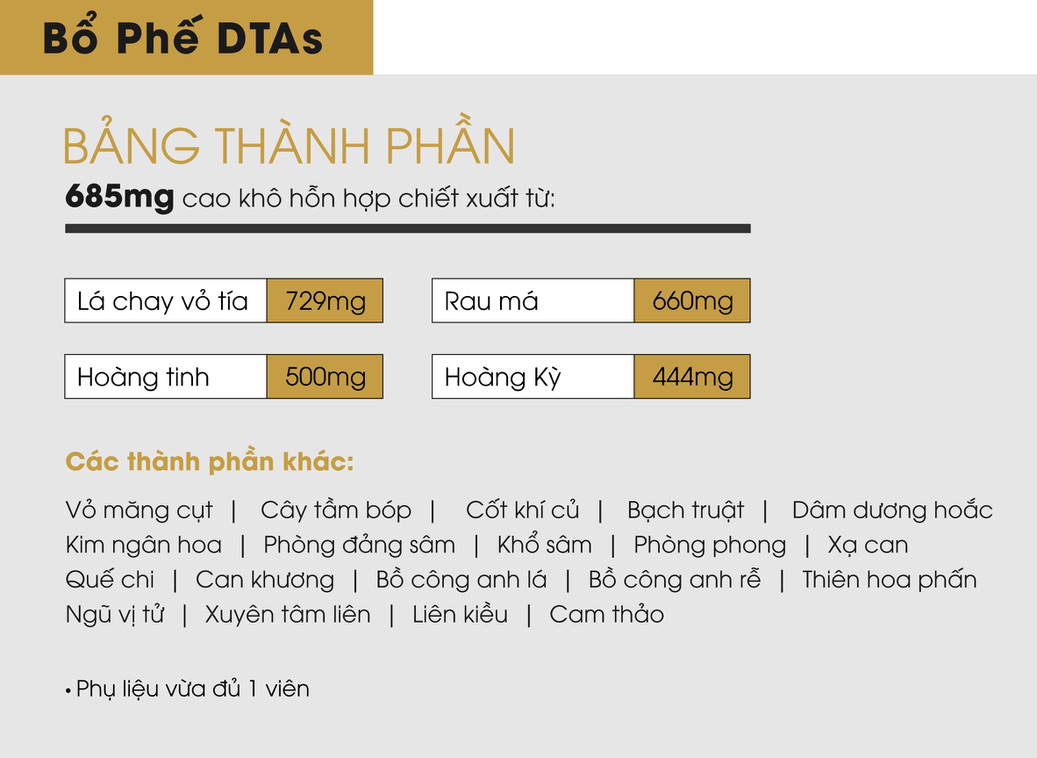 Bổ Phế DTAs
BẢNG THÀNH PHẦN
685mg cao khô hỗn hợp chiết xuất từ:
Lá chay vỏ tía 729mg Rau má 660mg
Hoàng tinh 500mg Hoàng Kỳ 444mg
Các thành phần khác:
Vỏ măng cụt | Cây tầm bóp | Cốt khí củ | Bạch truật | Dâm dương hoắc
Kim ngân hoa | Phòng đảng sâm | Khổ sâm | Phòng phong | Xạ can
Quế chi | Can khương | Bồ công anh lá | Bồ công anh rễ | Thiên hoa phấn
Ngũ vị tử | Xuyên tâm liên | Liên kiều | Cam thảo
• Phụ liệu vừa đủ 1 viên